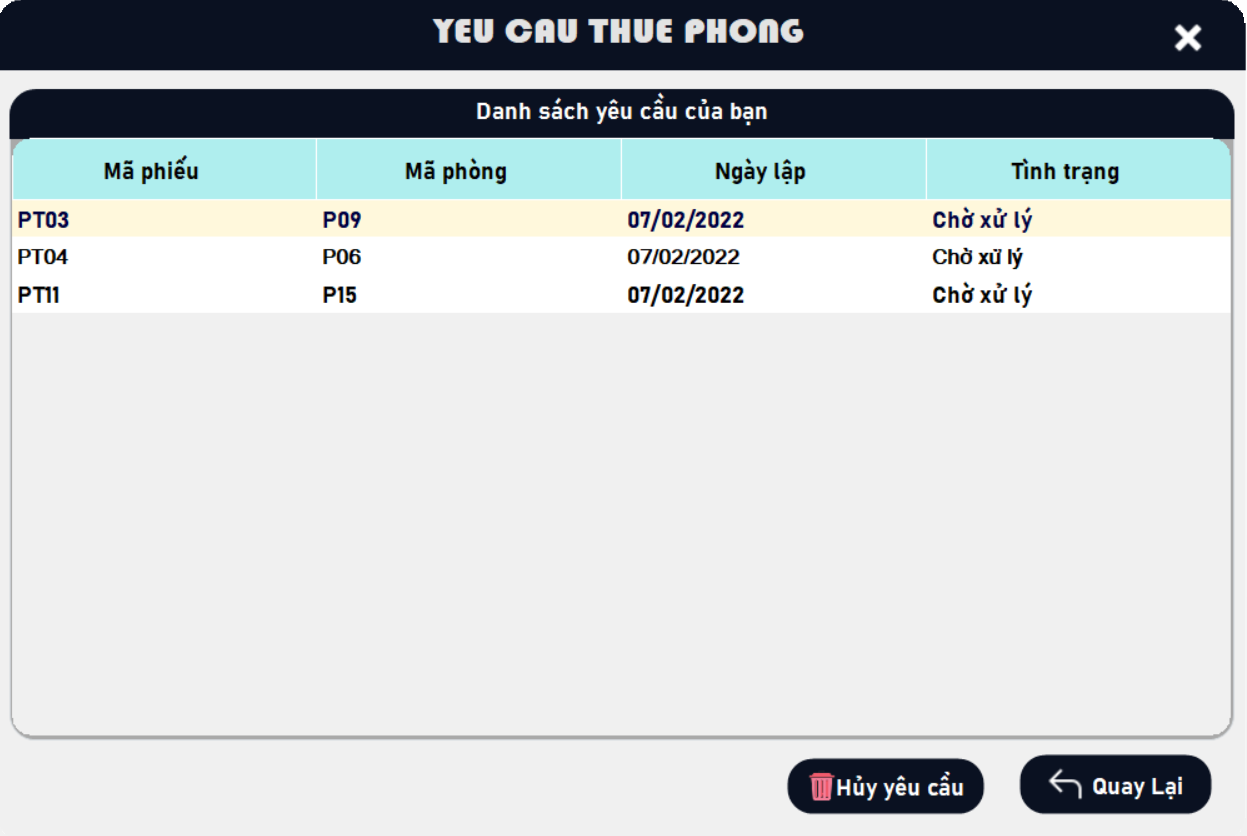 YEU CAU THUE PHONG
Danh sách yêu cầu của bạn
Mã phiếu Mã phòng Ngày lập Tình trạng
PT03 P09 07/02/2022 Chờ xử lý
PT04 P06 07/02/2022 Chờ xử lý
PT11 P15 07/02/2022 Chờ xử lý
Hủy yêu cầu Quay Lại